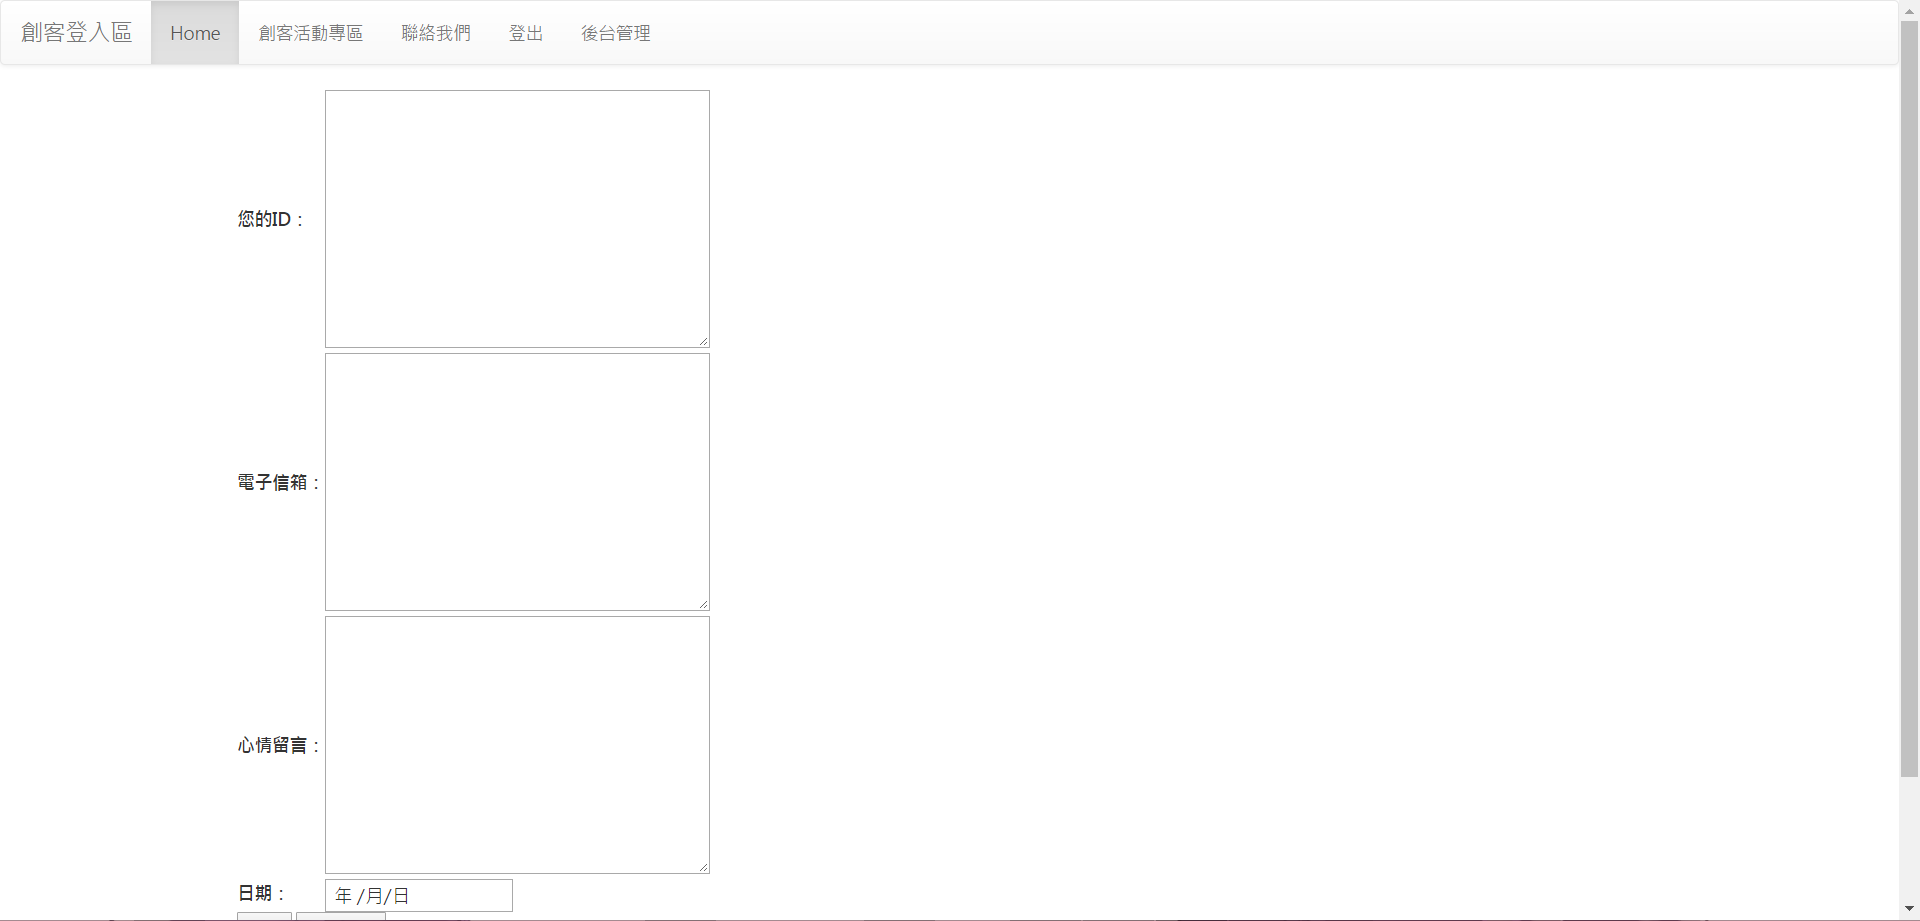 創客登入區 Home 創客活動專區 聯絡我們 登出 後台管理
您的ID：
電子信箱：
心情留言：
日期： 年 /月/日